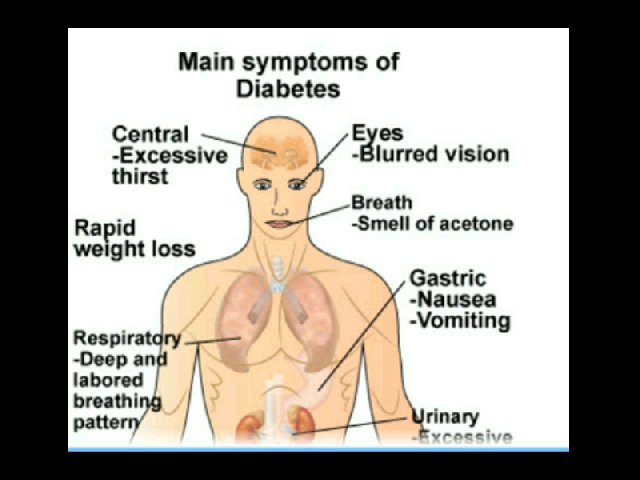 Main symptoms of
Diabetes
Central
-Excessive
thirst
Eyes
-Blurred vision
Breath
-Smell of acetone
Rapid
weight loss
Gastric
-Nausea
-Vomiting
Respiratory
-Deep and
labored
breathing
pattern
Urinary
-Excessive